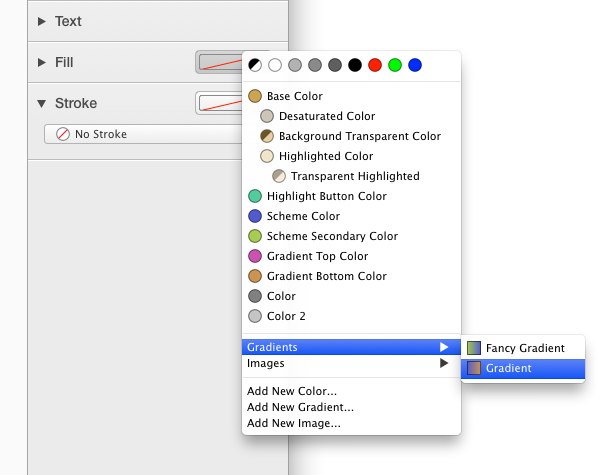 Text
Fill
Stroke
No Stroke
Base Color
Desaturated Color
Background Transparent Color
Highlighted Color
Transparent Highlighted
Highlight Button Color
Scheme Color
Scheme Secondary Color
Gradient Top Color
Gradient Bottom Color
Color
Color 2
Gradients
Images
Fancy Gradient
Gradient
Add New Color...
Add New Gradient...
Add New Image...